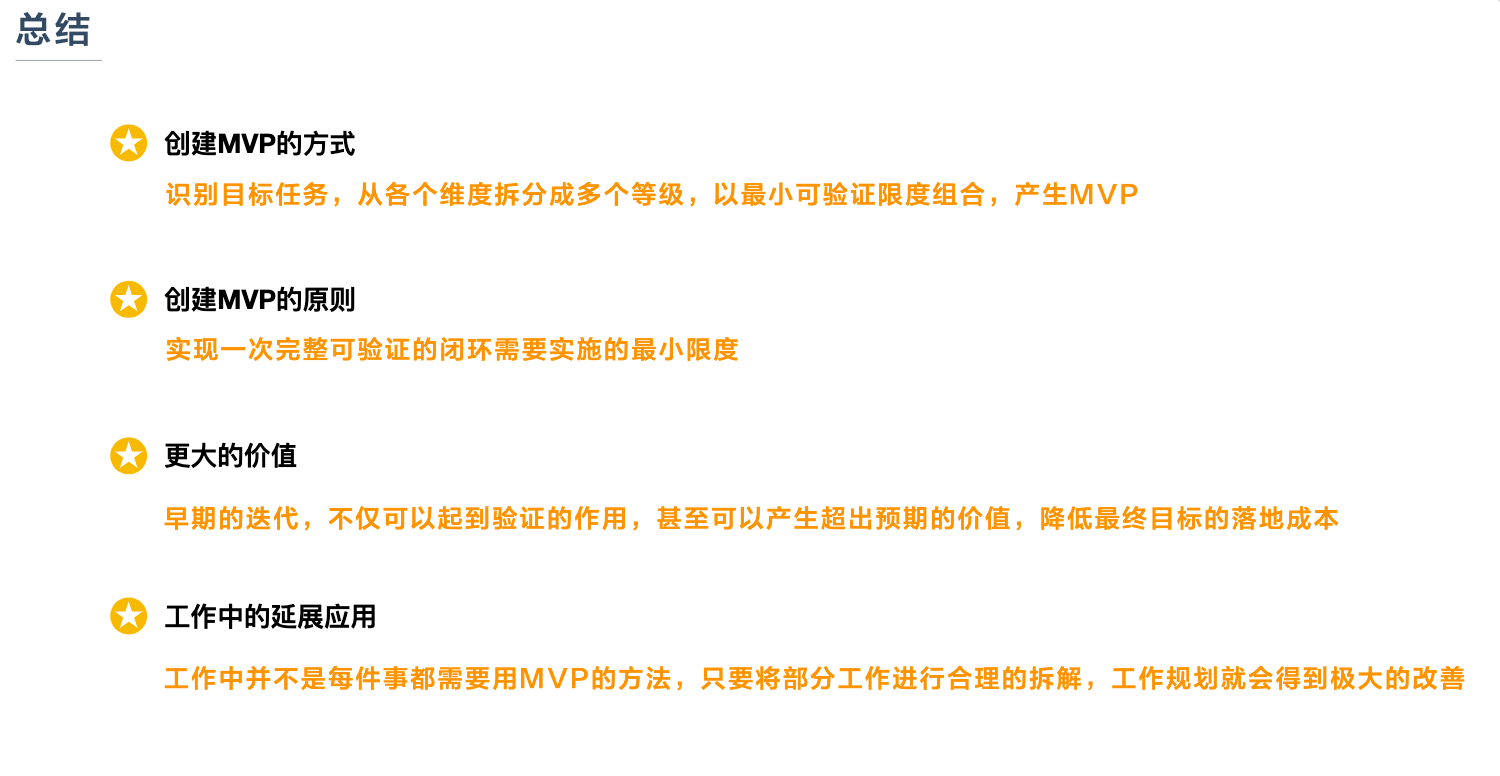 总结
创建MVP的方式
识别目标任务，从各个维度拆分成多个等级，以最小可验证限度组合，产生MVP
创建MVP的原则
实现一次完整可验证的闭环需要实施的最小限度
更大的价值
早期的迭代，不仅可以起到验证的作用，甚至可以产生超出预期的价值，降低最终目标的落地成本
工作中的延展应用
工作中并不是每件事都需要用MVP的方法，只要将部分工作进行合理的拆解，工作规划就会得到极大的改善